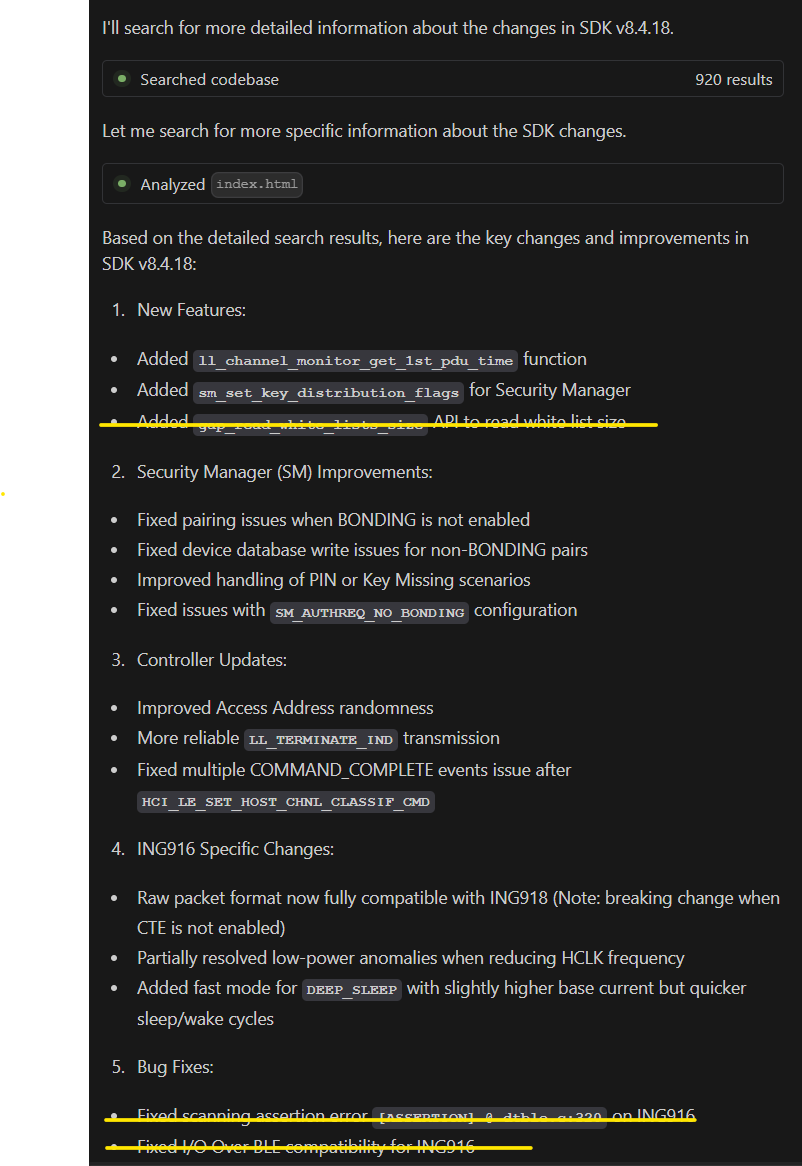 I'll search for more detailed information about the changes in SDK v8.4.18.
Searched codebase 920 results
Let me search for more specific information about the SDK changes.
Analyzed index.html
Based on the detailed search results, here are the key changes and improvements in
SDK v8.4.18:
1. New Features:
• Added ll_channel_monitor_get_1st_pdu_time function
• Added sm_set_key_distribution_flags for Security Manager
• Added gap_read_white_lists_size API to read white list size
2. Security Manager (SM) Improvements:
• Fixed pairing issues when BONDING is not enabled
• Fixed device database write issues for non-BONDING pairs
• Improved handling of PIN or Key Missing scenarios
• Fixed issues with SM_AUTHREQ_NO_BONDING configuration
3. Controller Updates:
• Improved Access Address randomness
• More reliable LL_TERMINATE_IND transmission
• Fixed multiple COMMAND_COMPLETE events issue after
HCI_LE_SET_HOST_CHNL_CLASSIF_CMD
4. ING916 Specific Changes:
• Raw packet format now fully compatible with ING918 (Note: breaking change when
CTE is not enabled)
• Partially resolved low-power anomalies when reducing HCLK frequency
• Added fast mode for DEEP_SLEEP with slightly higher base current but quicker
sleep/wake cycles
5. Bug Fixes:
• Fixed scanning assertion error [ASSERTION] @ dtble.c:320 on ING916
• Fixed I/O Over BLE compatibility for ING916